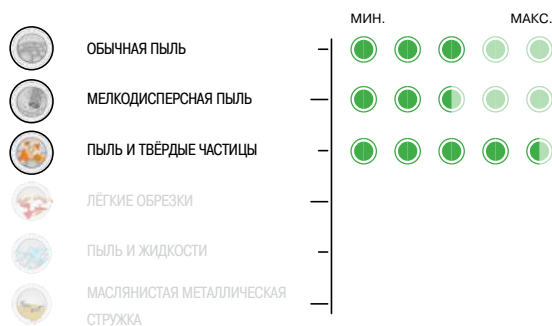 МИН. МАКС.
ОБЫЧНАЯ ПЫЛЬ
МЕЛКОДИСПЕРСНАЯ ПЫЛЬ
ПЫЛЬ И ТВЁРДЫЕ ЧАСТИЦЫ
ЛЁГКИЕ ОБРЕЗКИ
ПЫЛЬ И ЖИДКОСТИ
МАСЛЯНИСТАЯ МЕТАЛЛИЧЕСКАЯ
СТРУЖКА